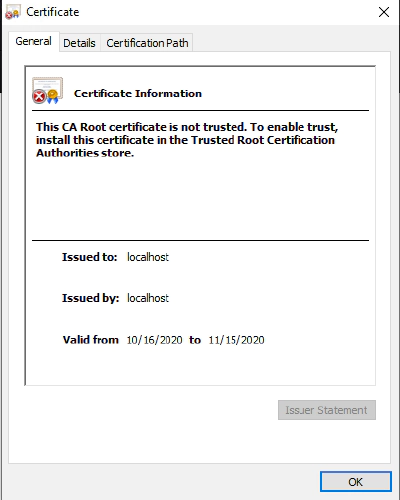 Certificate
General Details Certification Path
Certificate Information
This CA Root certificate is not trusted. To enable trust,
install this certificate in the Trusted Root Certification
Authorities store.
Issued to: localhost
Issued by: localhost
Valid from 10/16/2020 to 11/15/2020
Issuer Statement
OK